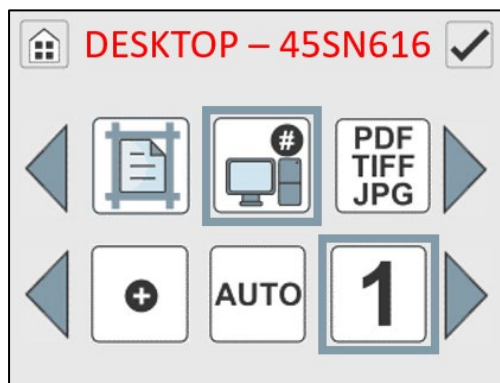 DESKTOP – 45SN616
#
PDF
TIFF
JPG
AUTO
1